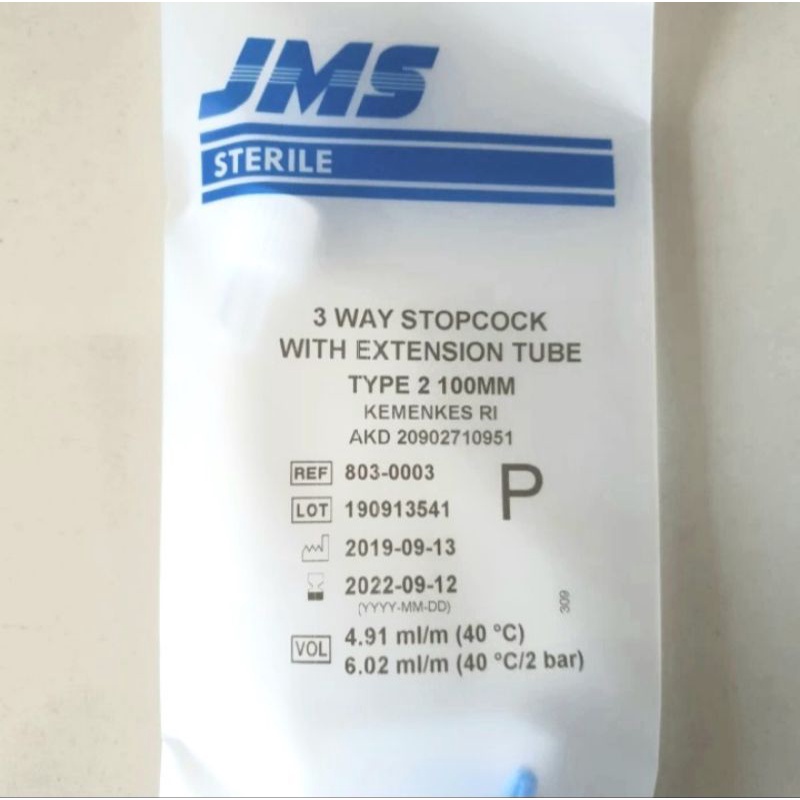 JMS
STERILE
3 WAY STOPCOCK
WITH EXTENSION TUBE
TYPE 2 100MM
KEMENKES RI
AKD 20902710951
REF 803-0003
P
LOT 190913541
2019-09-13
2022-09-12
(YYYY-MM-DD)
309
VOL 4.91 ml/m (40 °C)
6.02 ml/m (40 °C/2 bar)